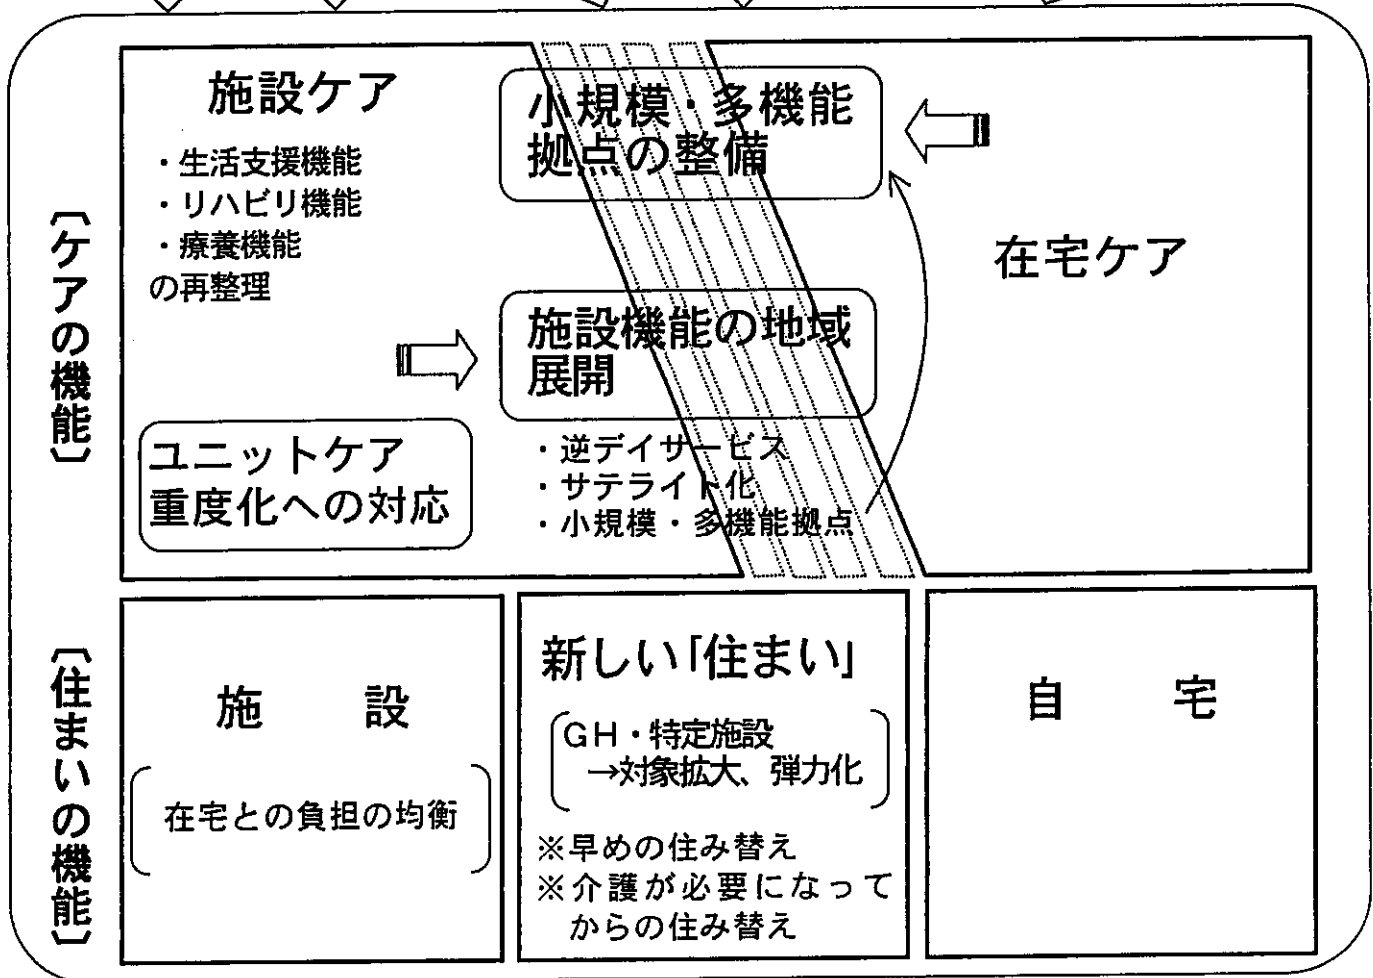 〔ケアの機能〕
施設ケア
・生活支援機能
・リハビリ機能
・療養機能
の再整理
小規模・多機能
拠点の整備
在宅ケア
施設機能の地域
展開
・逆デイサービス
・サテライト化
・小規模・多機能拠点
ユニットケア
重度化への対応
〔住まいの機能〕
施 設
在宅との負担の均衡
新しい「住まい」
GH・特定施設
→対象拡大、弾力化
※早めの住み替え
※介護が必要になって
からの住み替え
自 宅